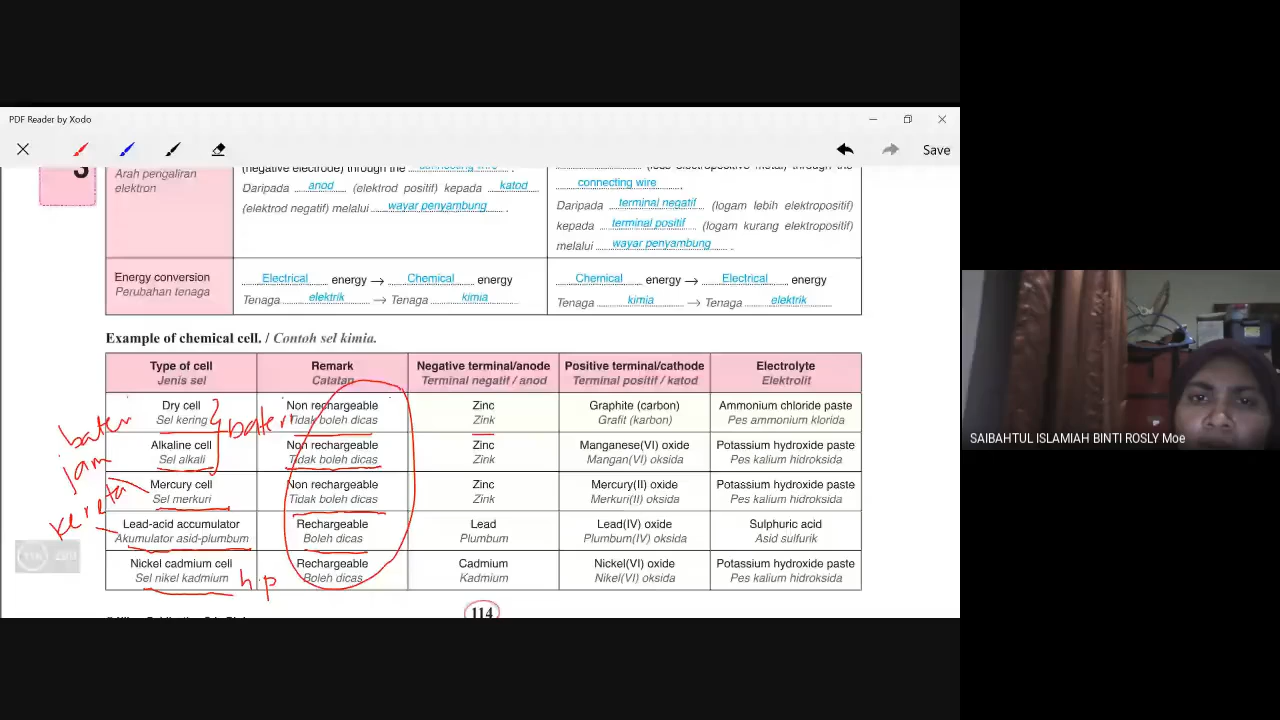 PDF Reader by Xodo
Save
3
Arah pengaliran
elektron
(negative electrode) through the connecting wire .
Daripada anod (elektrod positif) kepada katod
(elektrod negatif) melalui wayar penyambung .
(less electropositive metal) through the
connecting wire .
Daripada terminal negatif (logam lebih elektropositif)
kepada terminal positif (logam kurang elektropositif)
melalui wayar penyambung .
Energy conversion
Perubahan tenaga
Electrical energy → Chemical energy
Tenaga elektrik → Tenaga kimia
Chemical energy → Electrical energy
Tenaga kimia → Tenaga elektrik
Example of chemical cell. / Contoh sel kimia.
Type of cell Remark Negative terminal/anode Positive terminal/cathode Electrolyte
Jenis sel Catatan Terminal negatif / anod Terminal positif / katod Elektrolit
Dry cell Non rechargeable Zinc Graphite (carbon) Ammonium chloride paste
Sel kering Tidak boleh dicas Zink Grafit (karbon) Pes ammonium klorida
bateri
bateri
Alkaline cell Non rechargeable Zinc Manganese(VI) oxide Potassium hydroxide paste
Sel alkali Tidak boleh dicas Zink Mangan(VI) oksida Pes kalium hidroksida
jam
Mercury cell Non rechargeable Zinc Mercury(II) oxide Potassium hydroxide paste
Sel merkuri Tidak boleh dicas Zink Merkuri(II) oksida Pes kalium hidroksida
kereta
Lead-acid accumulator Rechargeable Lead Lead(IV) oxide Sulphuric acid
Akumulator asid-plumbum Boleh dicas Plumbum Plumbum(IV) oksida Asid sulfurik
Nickel cadmium cell Rechargeable Cadmium Nickel(VI) oxide Potassium hydroxide paste
Sel nikel kadmium Boleh dicas Kadmium Nikel(VI) oksida Pes kalium hidroksida
h.p
114
SAIBAHTUL ISLAMIAH BINTI ROSLY Moe